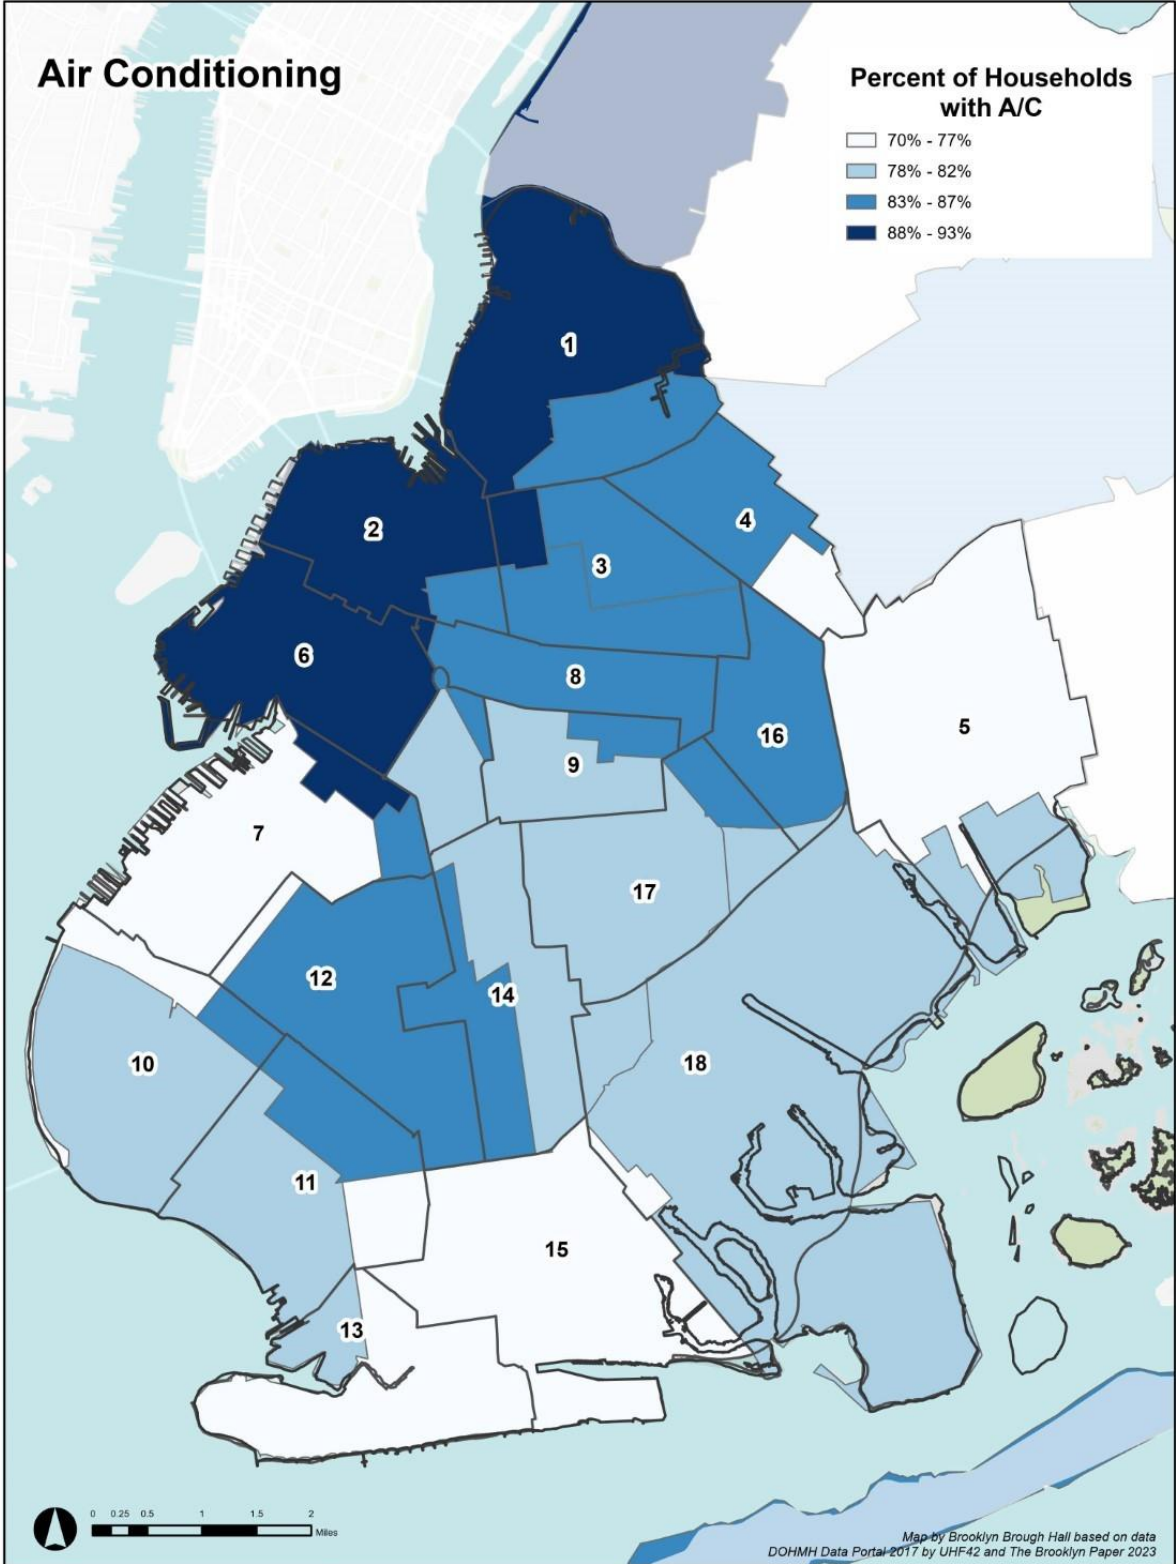 Air Conditioning
Percent of Households
with A/C
70% - 77%
78% - 82%
83% - 87%
88% - 93%
1
2
3
4
5
6
7
8
9
10
11
12
13
14
15
16
17
18
0 0.25 0.5 1 1.5 2
Miles
Map by Brooklyn Brough Hall based on data
DOHMH Data Portal 2017 by UHF42 and The Brooklyn Paper 2023